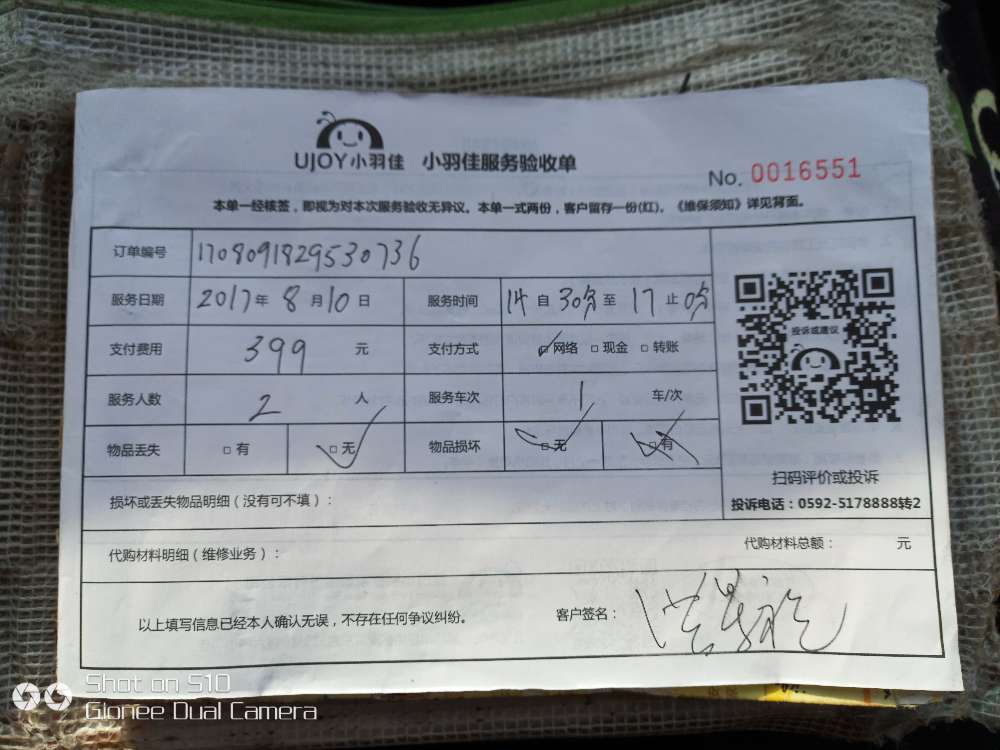 UJOY小羽佳 小羽佳服务验收单
No. 0016551
本单一经核签，即视为对本次服务验收无异议。本单一式两份，客户留存一份(红)。《维保须知》详见背面。
订单编号 1708091829530736
服务日期 2017年 8 月 10 日 服务时间 14 自 30分 至 17 止 0分
支付费用 399 元 支付方式 □网络 □现金 □转账
投诉或建议
服务人数 2 人 服务车次 1 车/次
物品丢失 □有 □无 物品损坏 □无 □有
扫码评价或投诉
损坏或丢失物品明细（没有可不填）：
投诉电话：0592-5178888转2
代购材料明细（维修业务）： 代购材料总额： 元
以上填写信息已经本人确认无误，不存在任何争议纠纷。 客户签名：
Shot on S10
Gionee Dual Camera